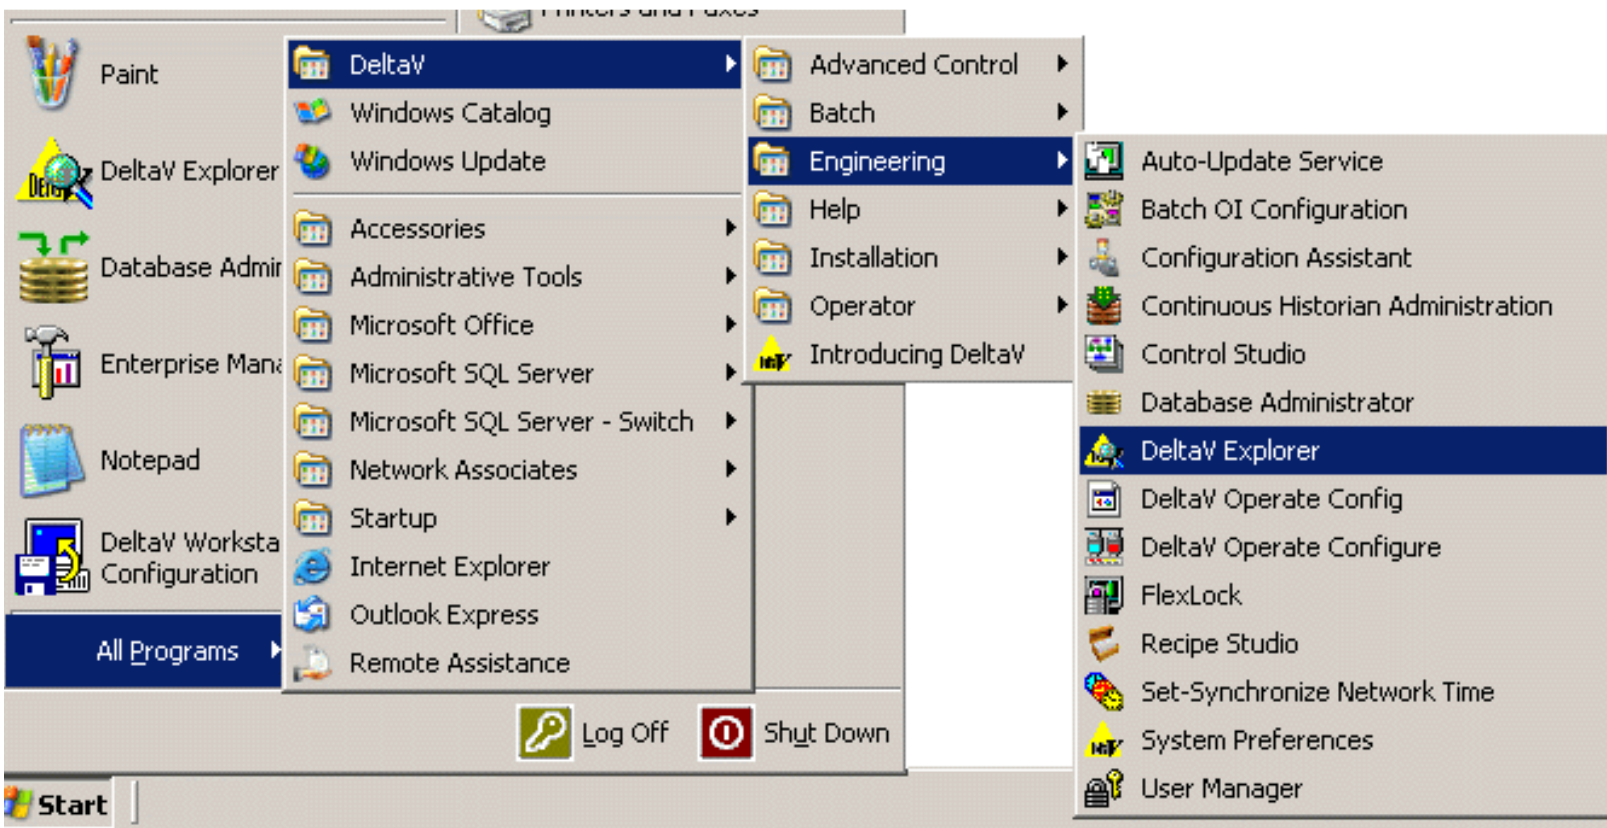 Printers and Faxes
Paint
DeltaV Explorer
Database Admin
Enterprise Mana
Notepad
DeltaV Worksta
Configuration
All Programs
DeltaV
Windows Catalog
Windows Update
Accessories
Administrative Tools
Microsoft Office
Microsoft SQL Server
Microsoft SQL Server - Switch
Network Associates
Startup
Internet Explorer
Outlook Express
Remote Assistance
Advanced Control
Batch
Engineering
Help
Installation
Operator
Introducing DeltaV
Auto-Update Service
Batch OI Configuration
Configuration Assistant
Continuous Historian Administration
Control Studio
Database Administrator
DeltaV Explorer
DeltaV Operate Config
DeltaV Operate Configure
FlexLock
Recipe Studio
Set-Synchronize Network Time
System Preferences
User Manager
Log Off
Shut Down
Start